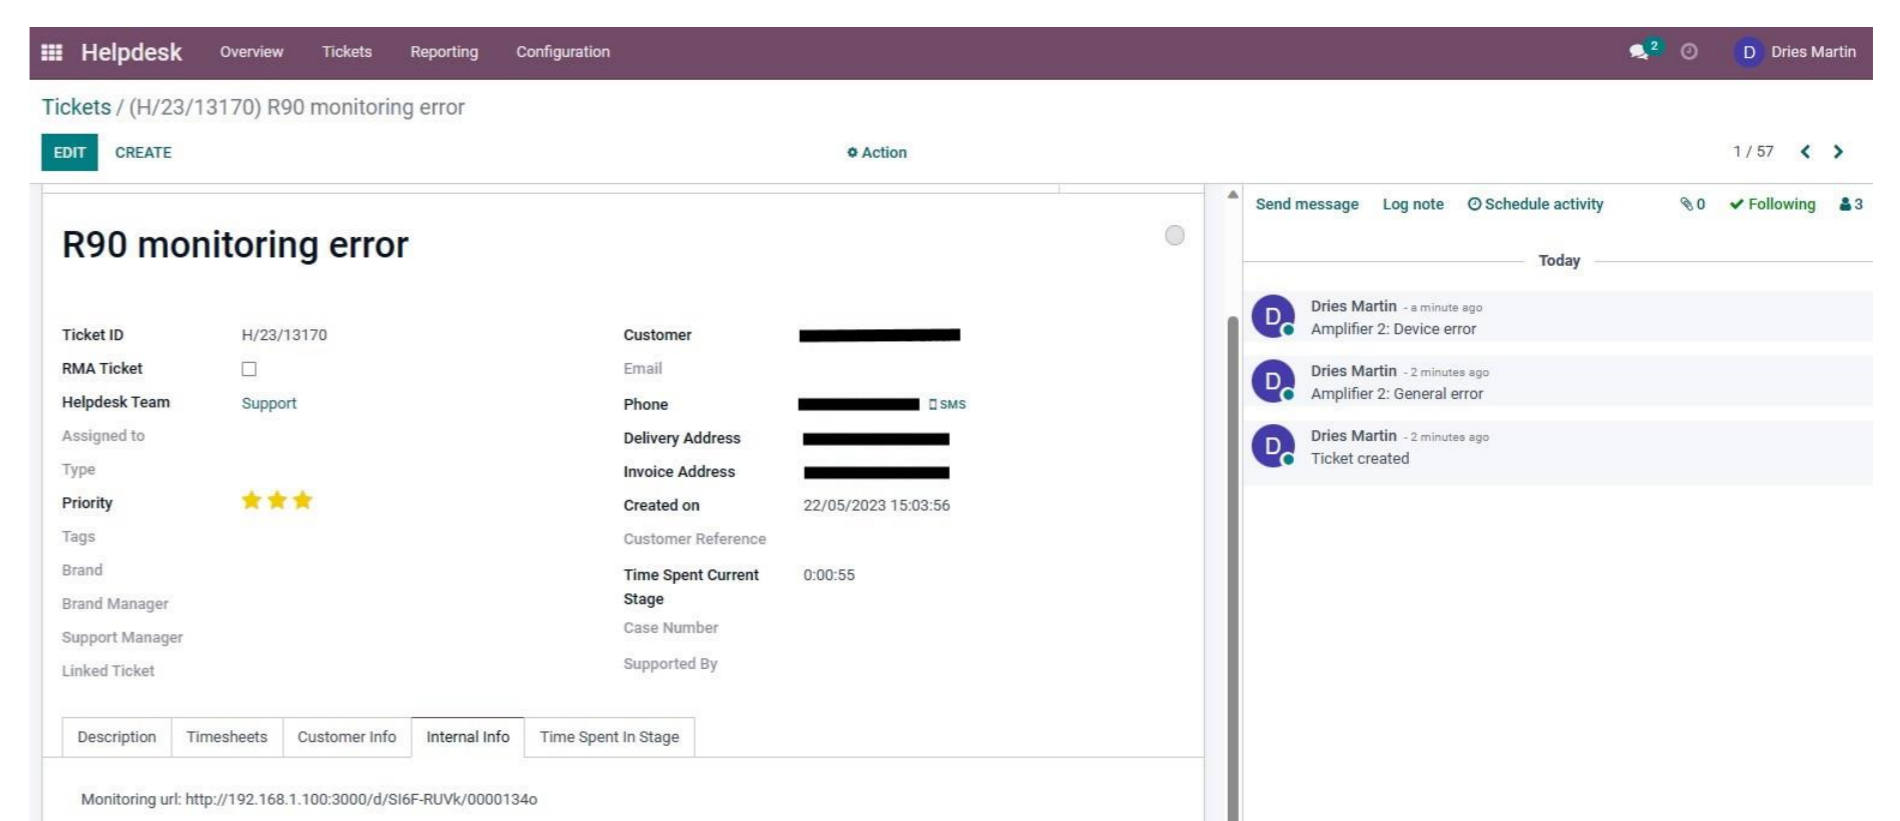 Helpdesk Overview Tickets Reporting Configuration 2 D Dries Martin
Tickets / (H/23/13170) R90 monitoring error
EDIT CREATE Action 1 / 57
R90 monitoring error
Ticket ID H/23/13170
RMA Ticket
Helpdesk Team Support
Assigned to
Type
Priority
Tags
Brand
Brand Manager
Support Manager
Linked Ticket
Customer
Email
Phone SMS
Delivery Address
Invoice Address
Created on 22/05/2023 15:03:56
Customer Reference
Time Spent Current 0:00:55
Stage
Case Number
Supported By
Description Timesheets Customer Info Internal Info Time Spent In Stage
Monitoring url: http://192.168.1.100:3000/d/SI6F-RUVk/0000134o
Send message Log note Schedule activity 0 Following 3
Today
D Dries Martin - a minute ago
Amplifier 2: Device error
D Dries Martin - 2 minutes ago
Amplifier 2: General error
D Dries Martin - 2 minutes ago
Ticket created